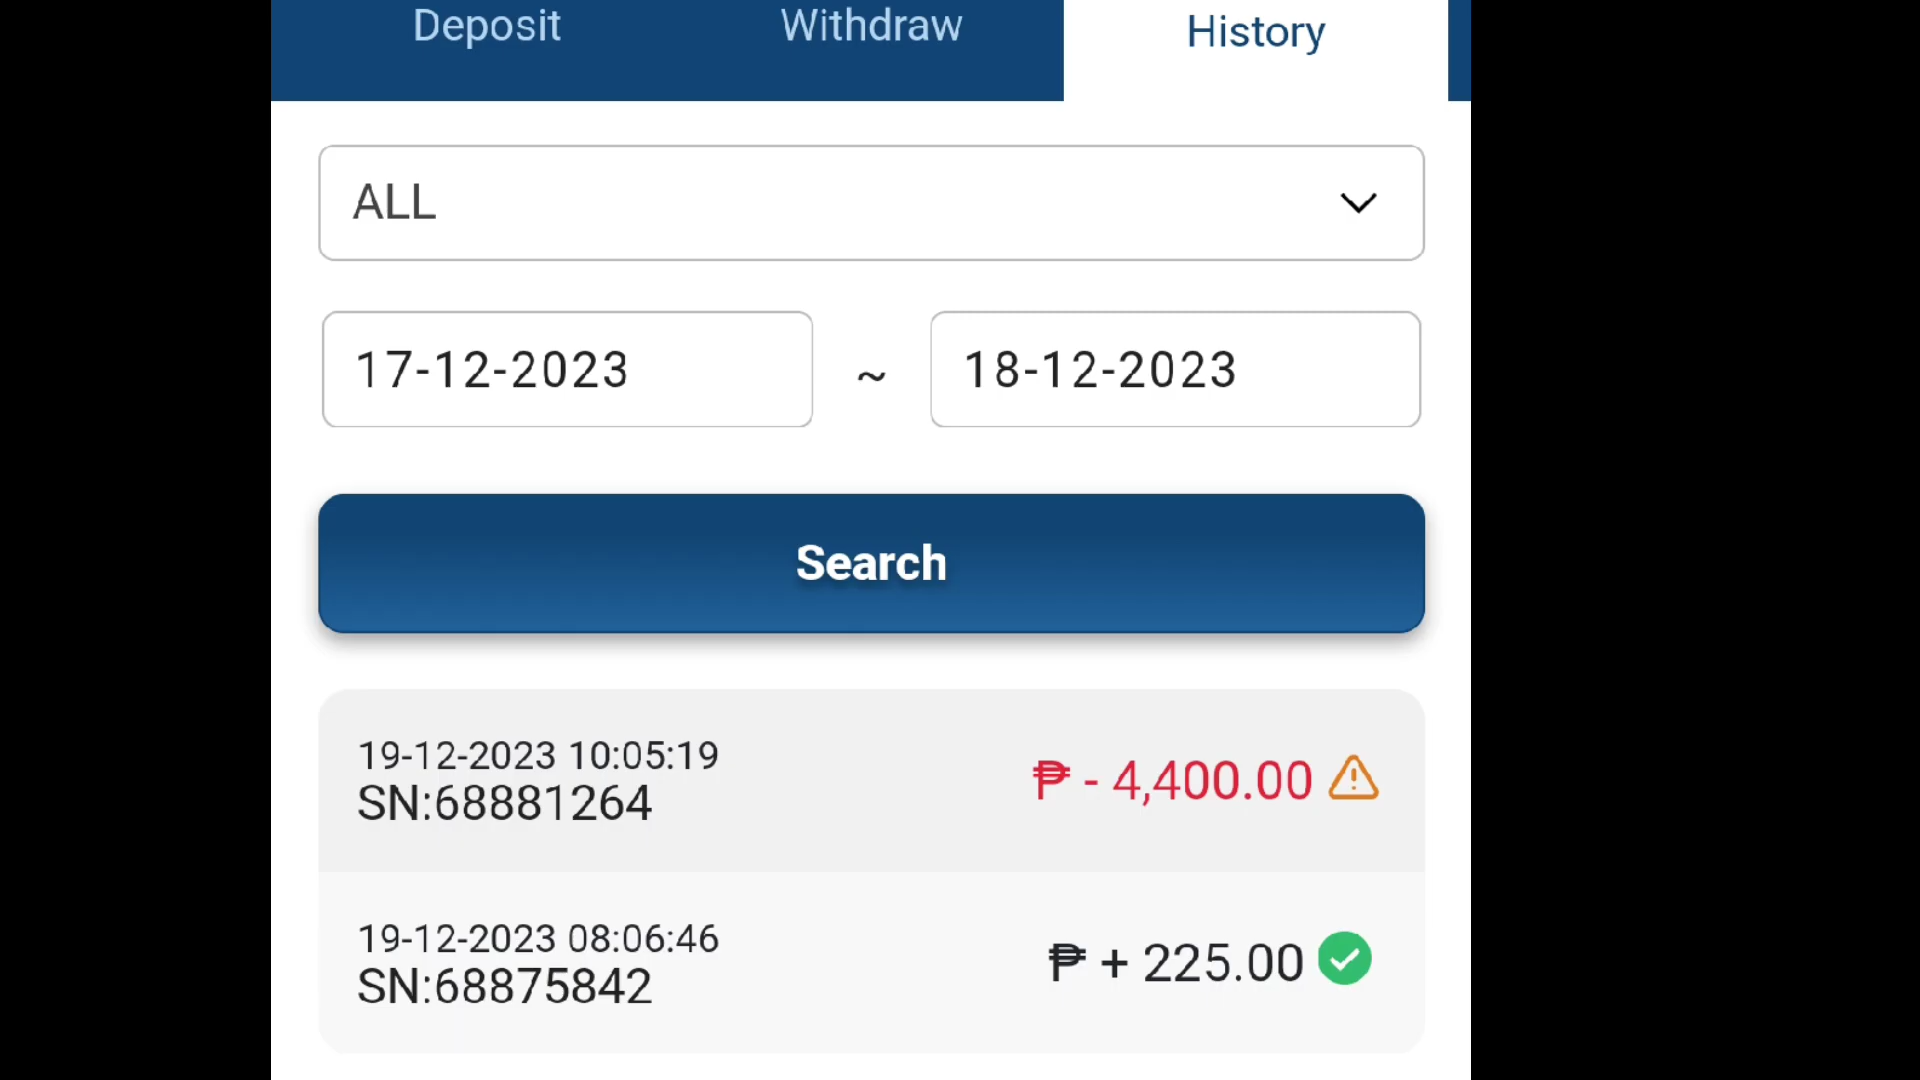 Deposit Withdraw History
ALL
17-12-2023 ~ 18-12-2023
Search
19-12-2023 10:05:19
SN:68881264
₱ - 4,400.00
19-12-2023 08:06:46
SN:68875842
₱ + 225.00